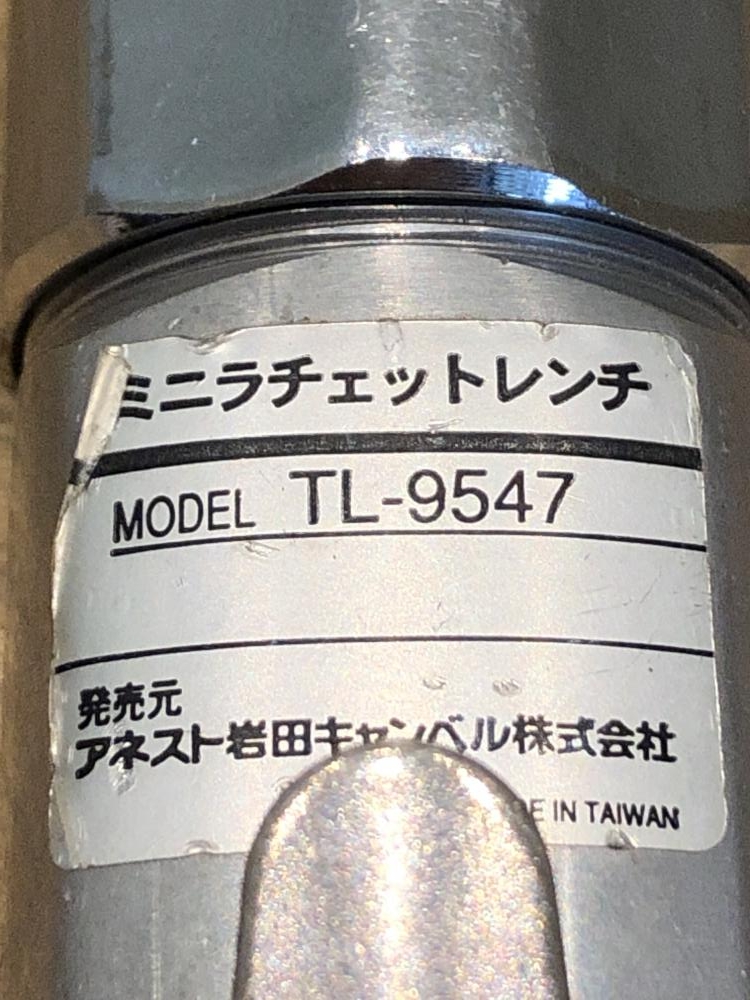 ミニラチェットレンチ
MODEL TL-9547
発売元
アネスト岩田キャンベル株式会社
IN TAIWAN